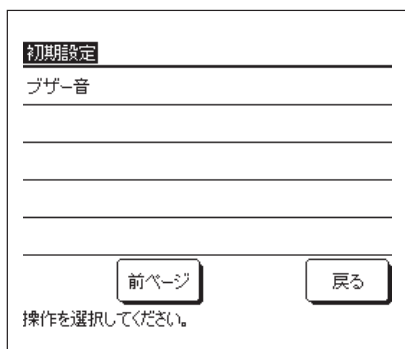 初期設定
ブザー音
前ページ 戻る
操作を選択してください。